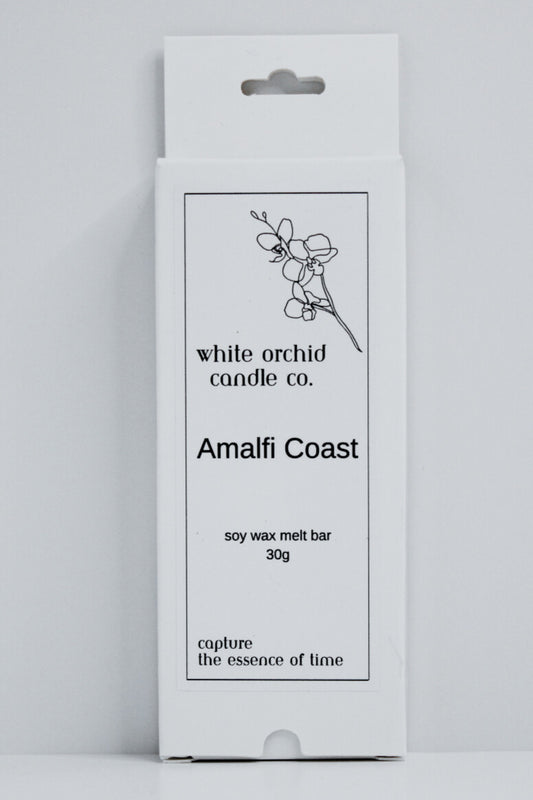 white orchid
candle co.
Amalfi Coast
soy wax melt bar
30g
capture
the essence of time